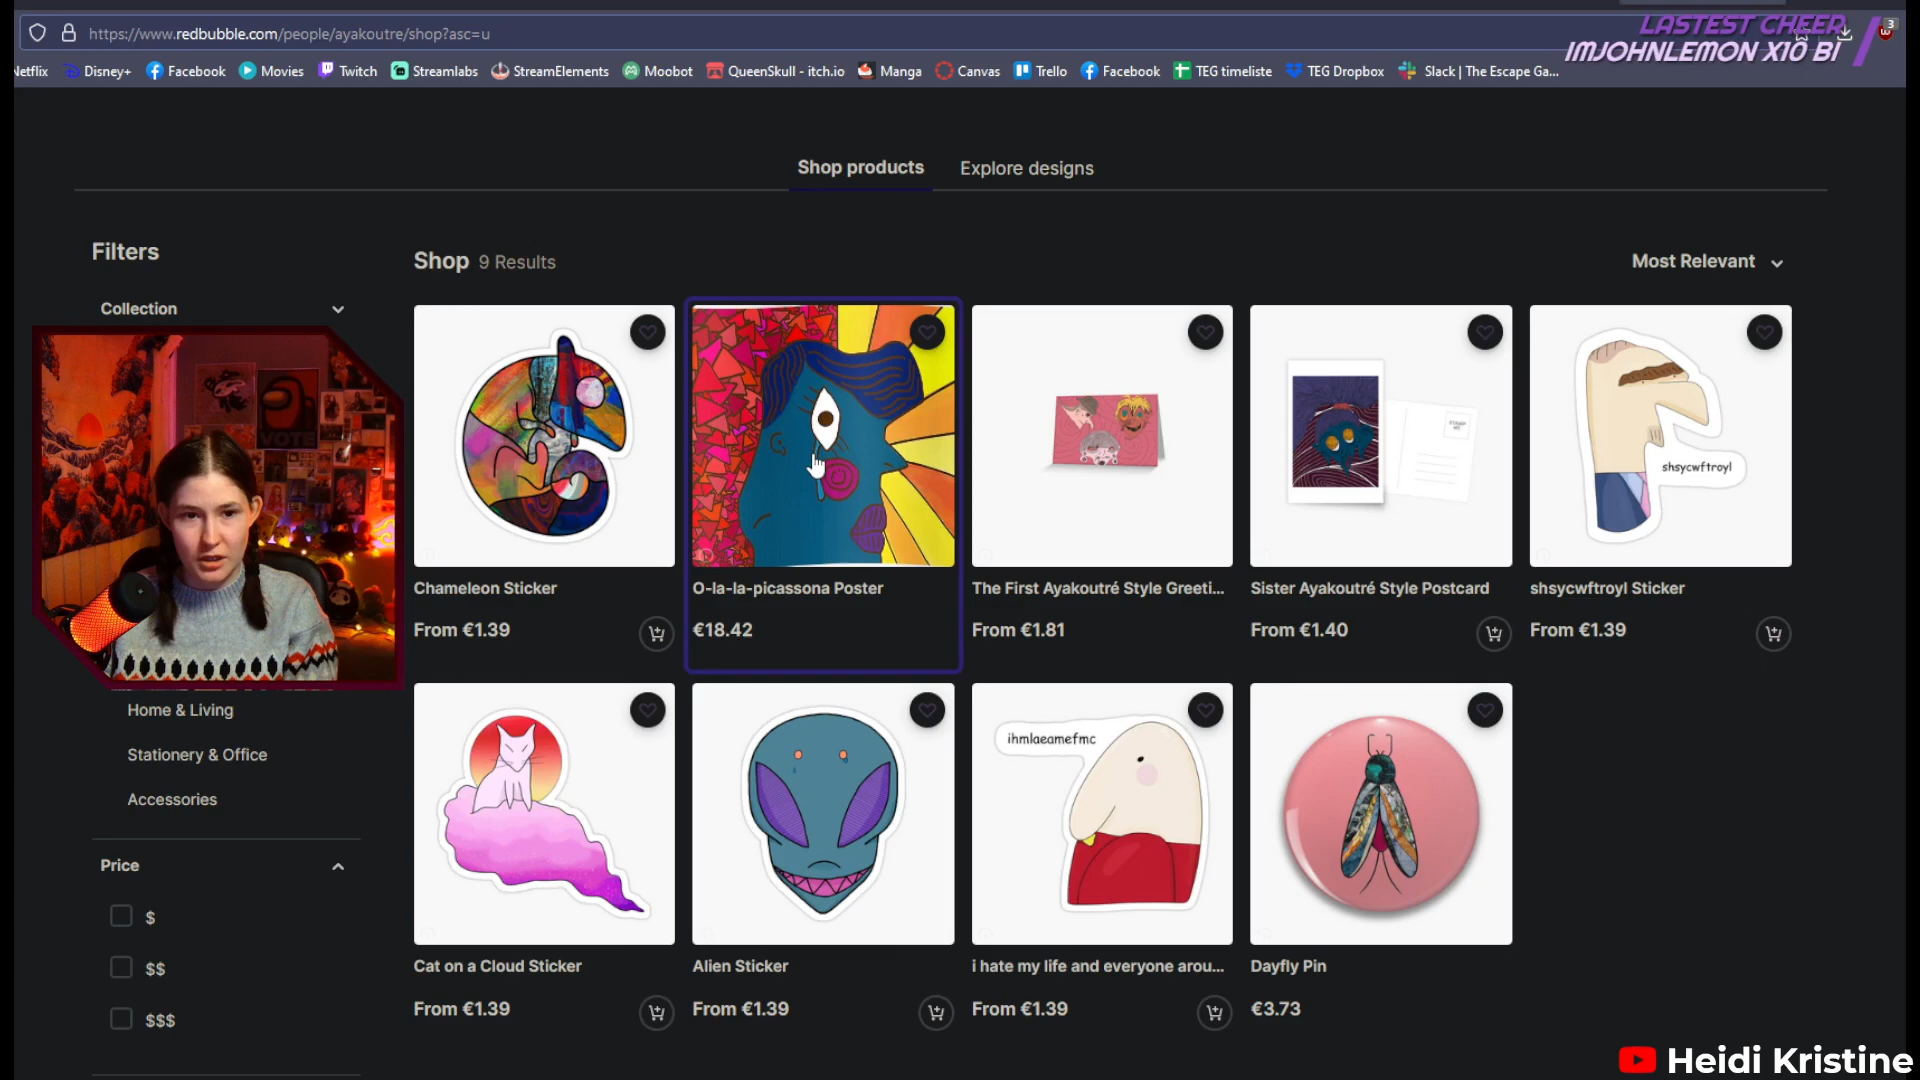 LASTEST CHEER
IMJOHNLEMON X10 BI
3
https://www.redbubble.com/people/ayakoutre/shop?asc=u
Netflix Disney+ Facebook Movies Twitch Streamlabs StreamElements Moobot QueenSkull - itch.io Manga Canvas Trello Facebook TEG timeliste TEG Dropbox Slack | The Escape Ga...
Shop products Explore designs
Filters
Shop 9 Results
Most Relevant
Collection
VOTE
STAMP
shsycwftroyl
Chameleon Sticker
From €1.39
O-la-la-picassona Poster
€18.42
The First Ayakoutré Style Greeti...
From €1.81
Sister Ayakoutré Style Postcard
From €1.40
shsycwftroyl Sticker
From €1.39
Home & Living
Stationery & Office
Accessories
Price
$
$$
$$$
ihmlaeamefmc
Cat on a Cloud Sticker
From €1.39
Alien Sticker
From €1.39
i hate my life and everyone arou...
From €1.39
Dayfly Pin
€3.73
Heidi Kristine